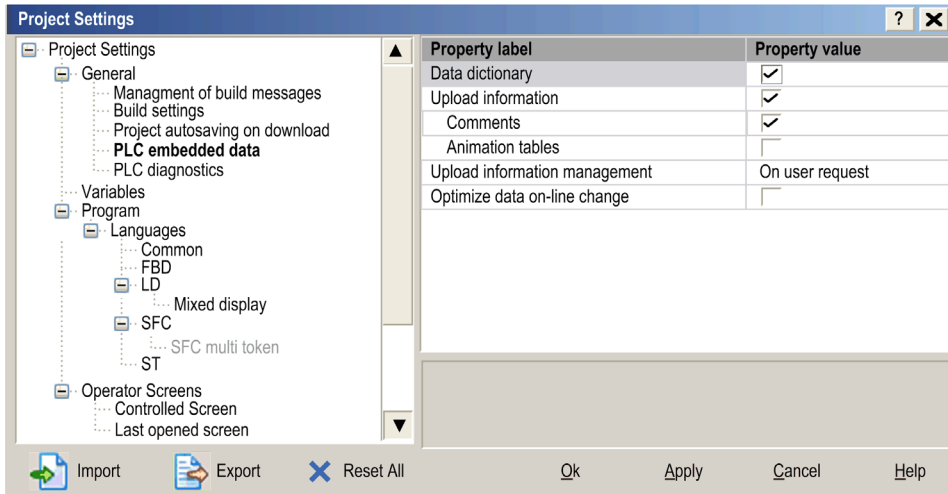 Project Settings
?
Project Settings
General
Managment of build messages
Build settings
Project autosaving on download
PLC embedded data
PLC diagnostics
Variables
Program
Languages
Common
FBD
LD
Mixed display
SFC
SFC multi token
ST
Operator Screens
Controlled Screen
Last opened screen
Property label Property value
Data dictionary
Upload information
Comments
Animation tables
Upload information management On user request
Optimize data on-line change
Import Export Reset All Ok Apply Cancel Help